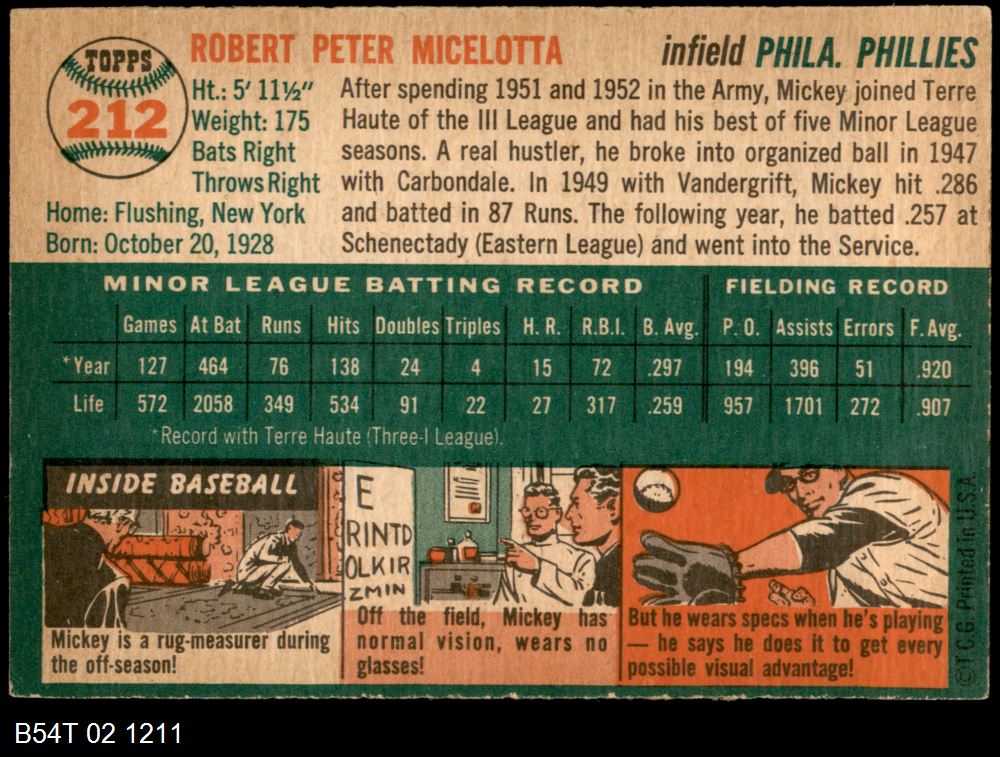 TOPPS
212
ROBERT PETER MICELOTTA
infield PHILA. PHILLIES
Ht.: 5' 11½"
Weight: 175
Bats Right
Throws Right
Home: Flushing, New York
Born: October 20, 1928
After spending 1951 and 1952 in the Army, Mickey joined Terre
Haute of the III League and had his best of five Minor League
seasons. A real hustler, he broke into organized ball in 1947
with Carbondale. In 1949 with Vandergrift, Mickey hit .286
and batted in 87 Runs. The following year, he batted .257 at
Schenectady (Eastern League) and went into the Service.
MINOR LEAGUE BATTING RECORD FIELDING RECORD
Games At Bat Runs Hits Doubles Triples H. R. R.B.I. B. Avg. P. O. Assists Errors F. Avg.
*Year 127 464 76 138 24 4 15 72 .297 194 396 51 .920
Life 572 2058 349 534 91 22 27 317 .259 957 1701 272 .907
*Record with Terre Haute (Three-I League).
INSIDE BASEBALL
Mickey is a rug-measurer during
the off-season!
E
RINTD
OLKIR
ZMIN
Off the field, Mickey has
normal vision, wears no
glasses!
But he wears specs when he's playing
— he says he does it to get every
possible visual advantage!
© T.C.G. Printed in U.S.A.
B54T 02 1211